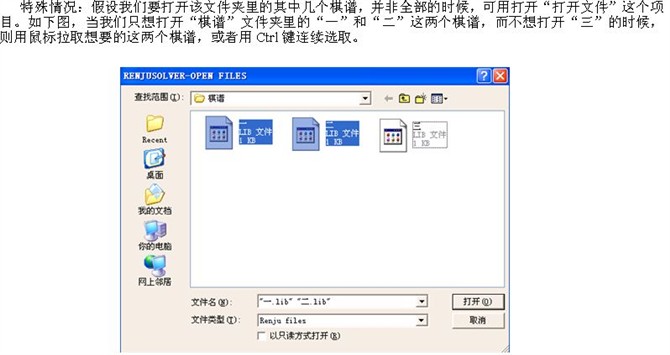 特殊情况：假设我们要打开该文件夹里的其中几个棋谱，并非全部的时候，可用打开“打开文件”这个项
目。如下图，当我们只想打开“棋谱”文件夹里的“一”和“二”这两个棋谱，而不想打开“三”的时候，
则用鼠标拉取想要的这两个棋谱，或者用 Ctrl 键连续选取。
RENJUSOLVER-OPEN FILES
查找范围(I): 棋谱
一
LIB 文件
1 KB
二
LIB 文件
1 KB
三
LIB 文件
1 KB
Recent
桌面
我的文档
你的电脑
网上邻居
文件名(N): "一.lib" "二.lib" 打开(O)
文件类型(T): Renju files 取消
以只读方式打开(R)